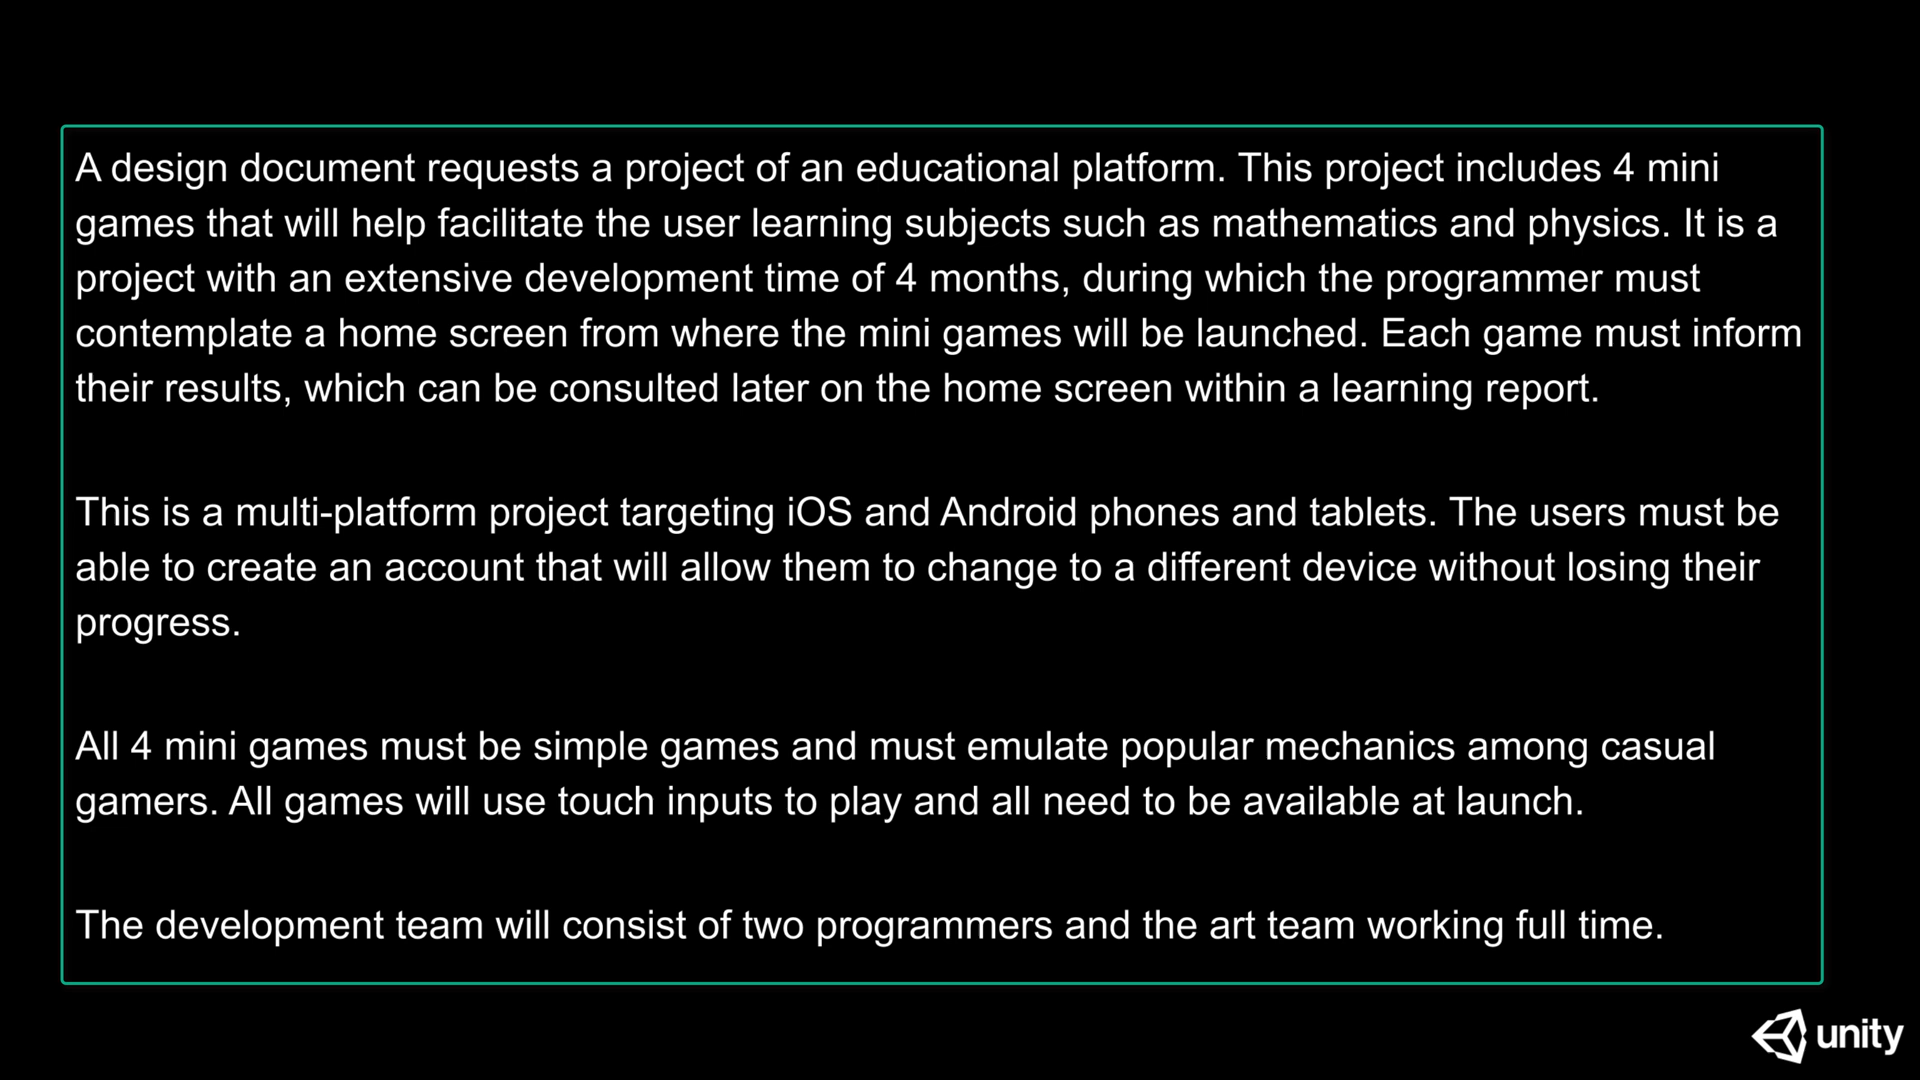 A design document requests a project of an educational platform. This project includes 4 mini
games that will help facilitate the user learning subjects such as mathematics and physics. It is a
project with an extensive development time of 4 months, during which the programmer must
contemplate a home screen from where the mini games will be launched. Each game must inform
their results, which can be consulted later on the home screen within a learning report.
This is a multi-platform project targeting iOS and Android phones and tablets. The users must be
able to create an account that will allow them to change to a different device without losing their
progress.
All 4 mini games must be simple games and must emulate popular mechanics among casual
gamers. All games will use touch inputs to play and all need to be available at launch.
The development team will consist of two programmers and the art team working full time.
unity